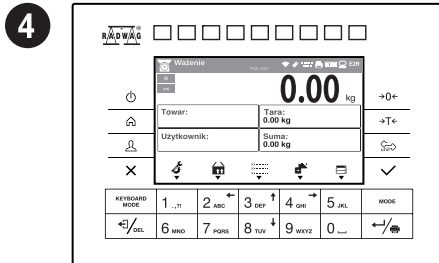 4
RADWAG®
Ważenie
E2R
0.00 kg
Towar:
Tara:
0.00 kg
Użytkownik:
Suma:
0.00 kg
→0←
→T←
KEYBOARD MODE
1 .,?!
2 ABC
3 DEF
4 GHI
5 JKL
MODE
DEL
6 MNO
7 PQRS
8 TUV
9 WXYZ
0